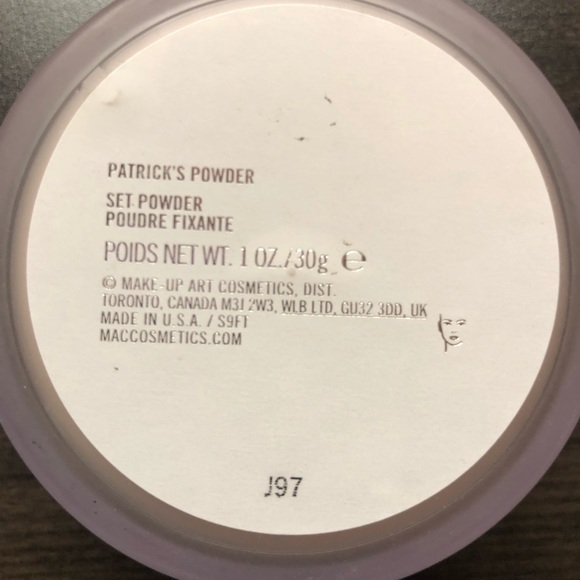 PATRICK'S POWDER
SET POWDER
POUDRE FIXANTE
POIDS NET WT. 1 OZ./30g ℮
© MAKE-UP ART COSMETICS, DIST.
TORONTO, CANADA M3J 2W3, WLB LTD, GU32 3DD, UK
MADE IN U.S.A. / S9FT
MACCOSMETICS.COM
J97